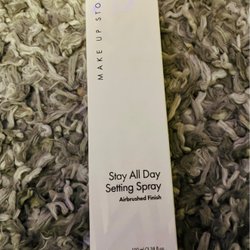 MAKE UP STO
Stay All Day
Setting Spray
Airbrushed Finish